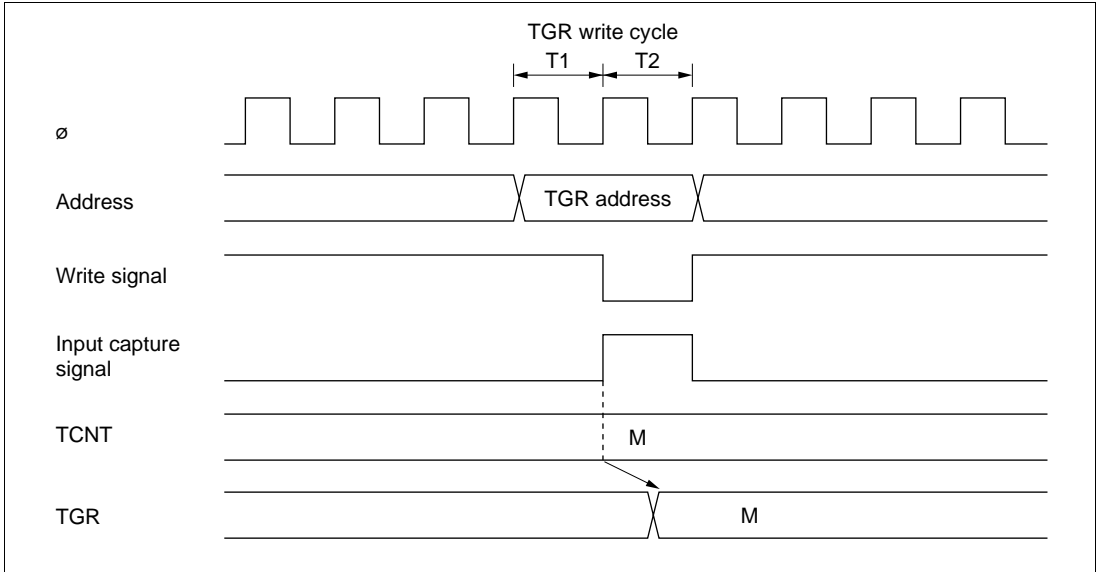 TGR write cycle
T1 T2
ø
Address
TGR address
Write signal
Input capture
signal
TCNT
M
TGR
M